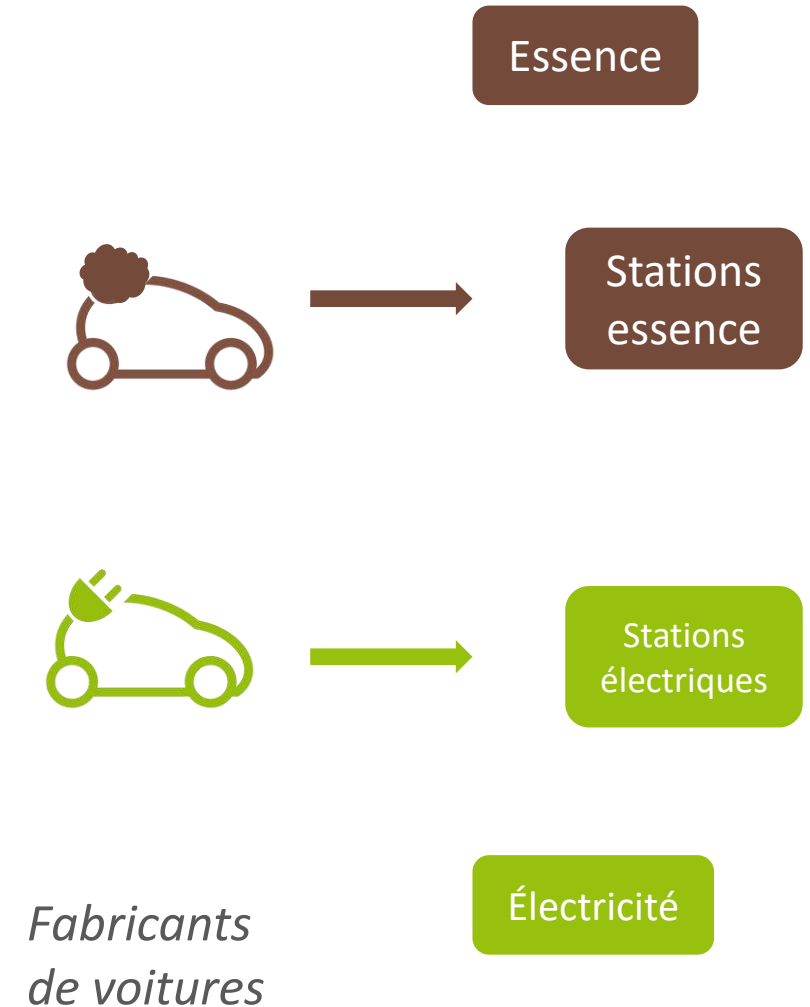 Essence
Stations
essence
Stations
électriques
Électricité
Fabricants
de voitures